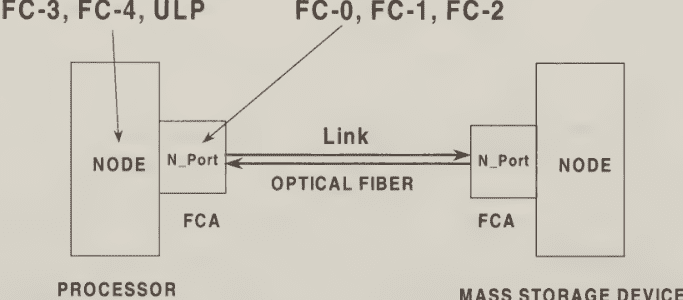 FC-3, FC-4, ULP FC-0, FC-1, FC-2
Link
NODE N_Port N_Port NODE
OPTICAL FIBER
FCA FCA
PROCESSOR
MASS STORAGE DEVICE